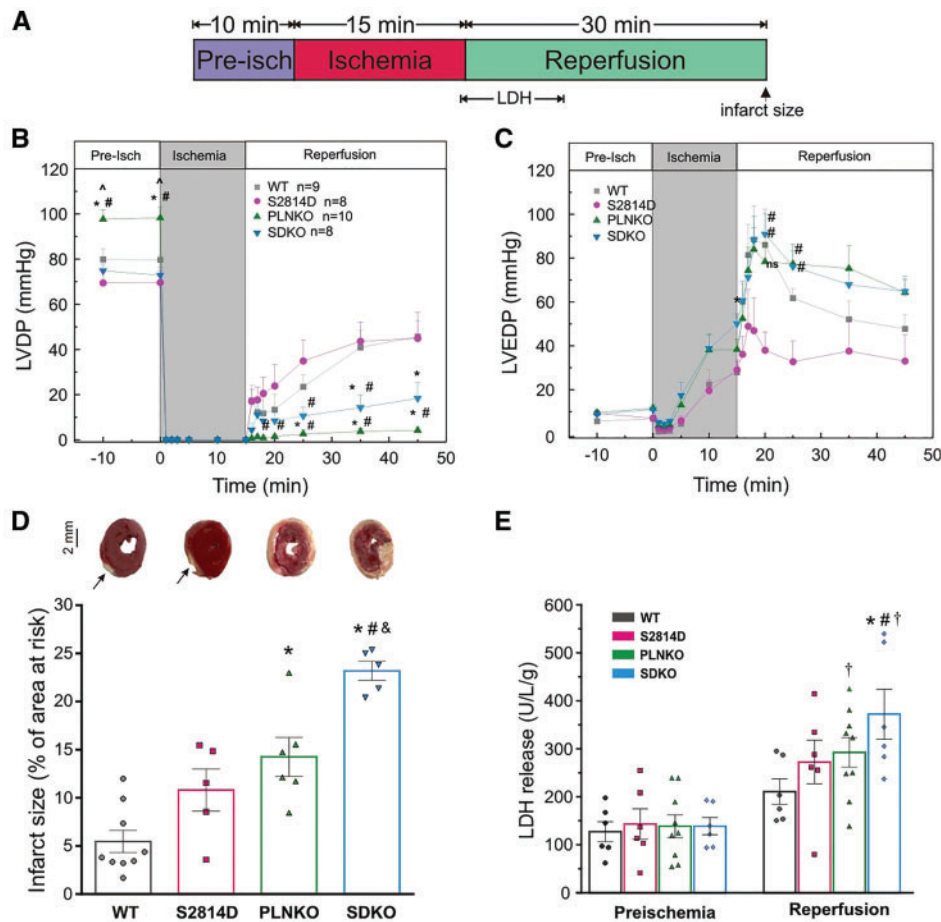 A
10 min 15 min 30 min
Pre-isch Ischemia Reperfusion
LDH
infarct size
B
Pre-Isch Ischemia Reperfusion
WT n=9
S2814D n=8
PLNKO n=10
SDKO n=8
^ ^
* # * #
120
100
80
60
40
20
0
LVDP (mmHg)
# # # * # * # * #
* # * # * #
-10 0 10 20 30 40 50
Time (min)
C
Pre-Isch Ischemia Reperfusion
WT
S2814D
PLNKO
SDKO
120
100
80
60
40
20
0
LVEDP (mmHg)
*
#
#
ns
#
#
-10 0 10 20 30 40 50
Time (min)
D
2 mm
30
25
20
15
10
5
0
Infarct size (% of area at risk)
*
* # &
WT S2814D PLNKO SDKO
E
600
500
400
300
200
100
0
LDH release (U/L/g)
WT
S2814D
PLNKO
SDKO
†
* # †
Preischemia Reperfusion